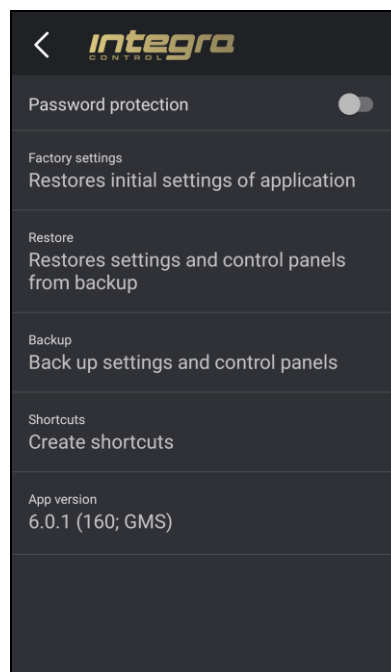 integra
CONTROL
Password protection
Factory settings
Restores initial settings of application
Restore
Restores settings and control panels
from backup
Backup
Back up settings and control panels
Shortcuts
Create shortcuts
App version
6.0.1 (160; GMS)